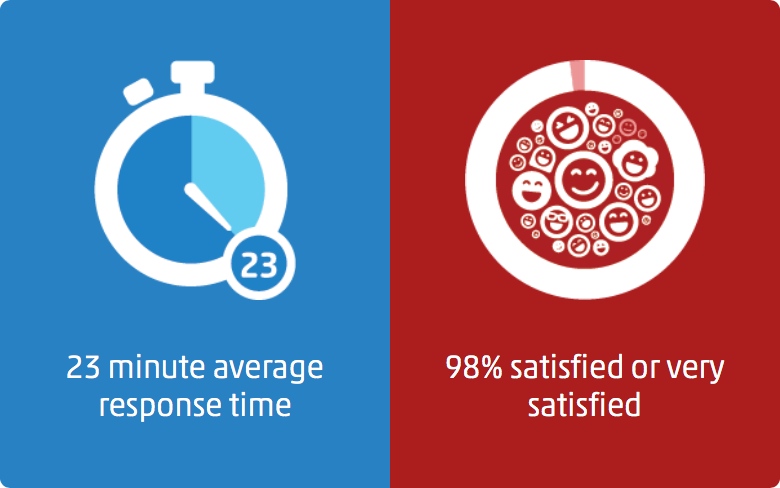 23
23 minute average
response time
98% satisfied or very
satisfied